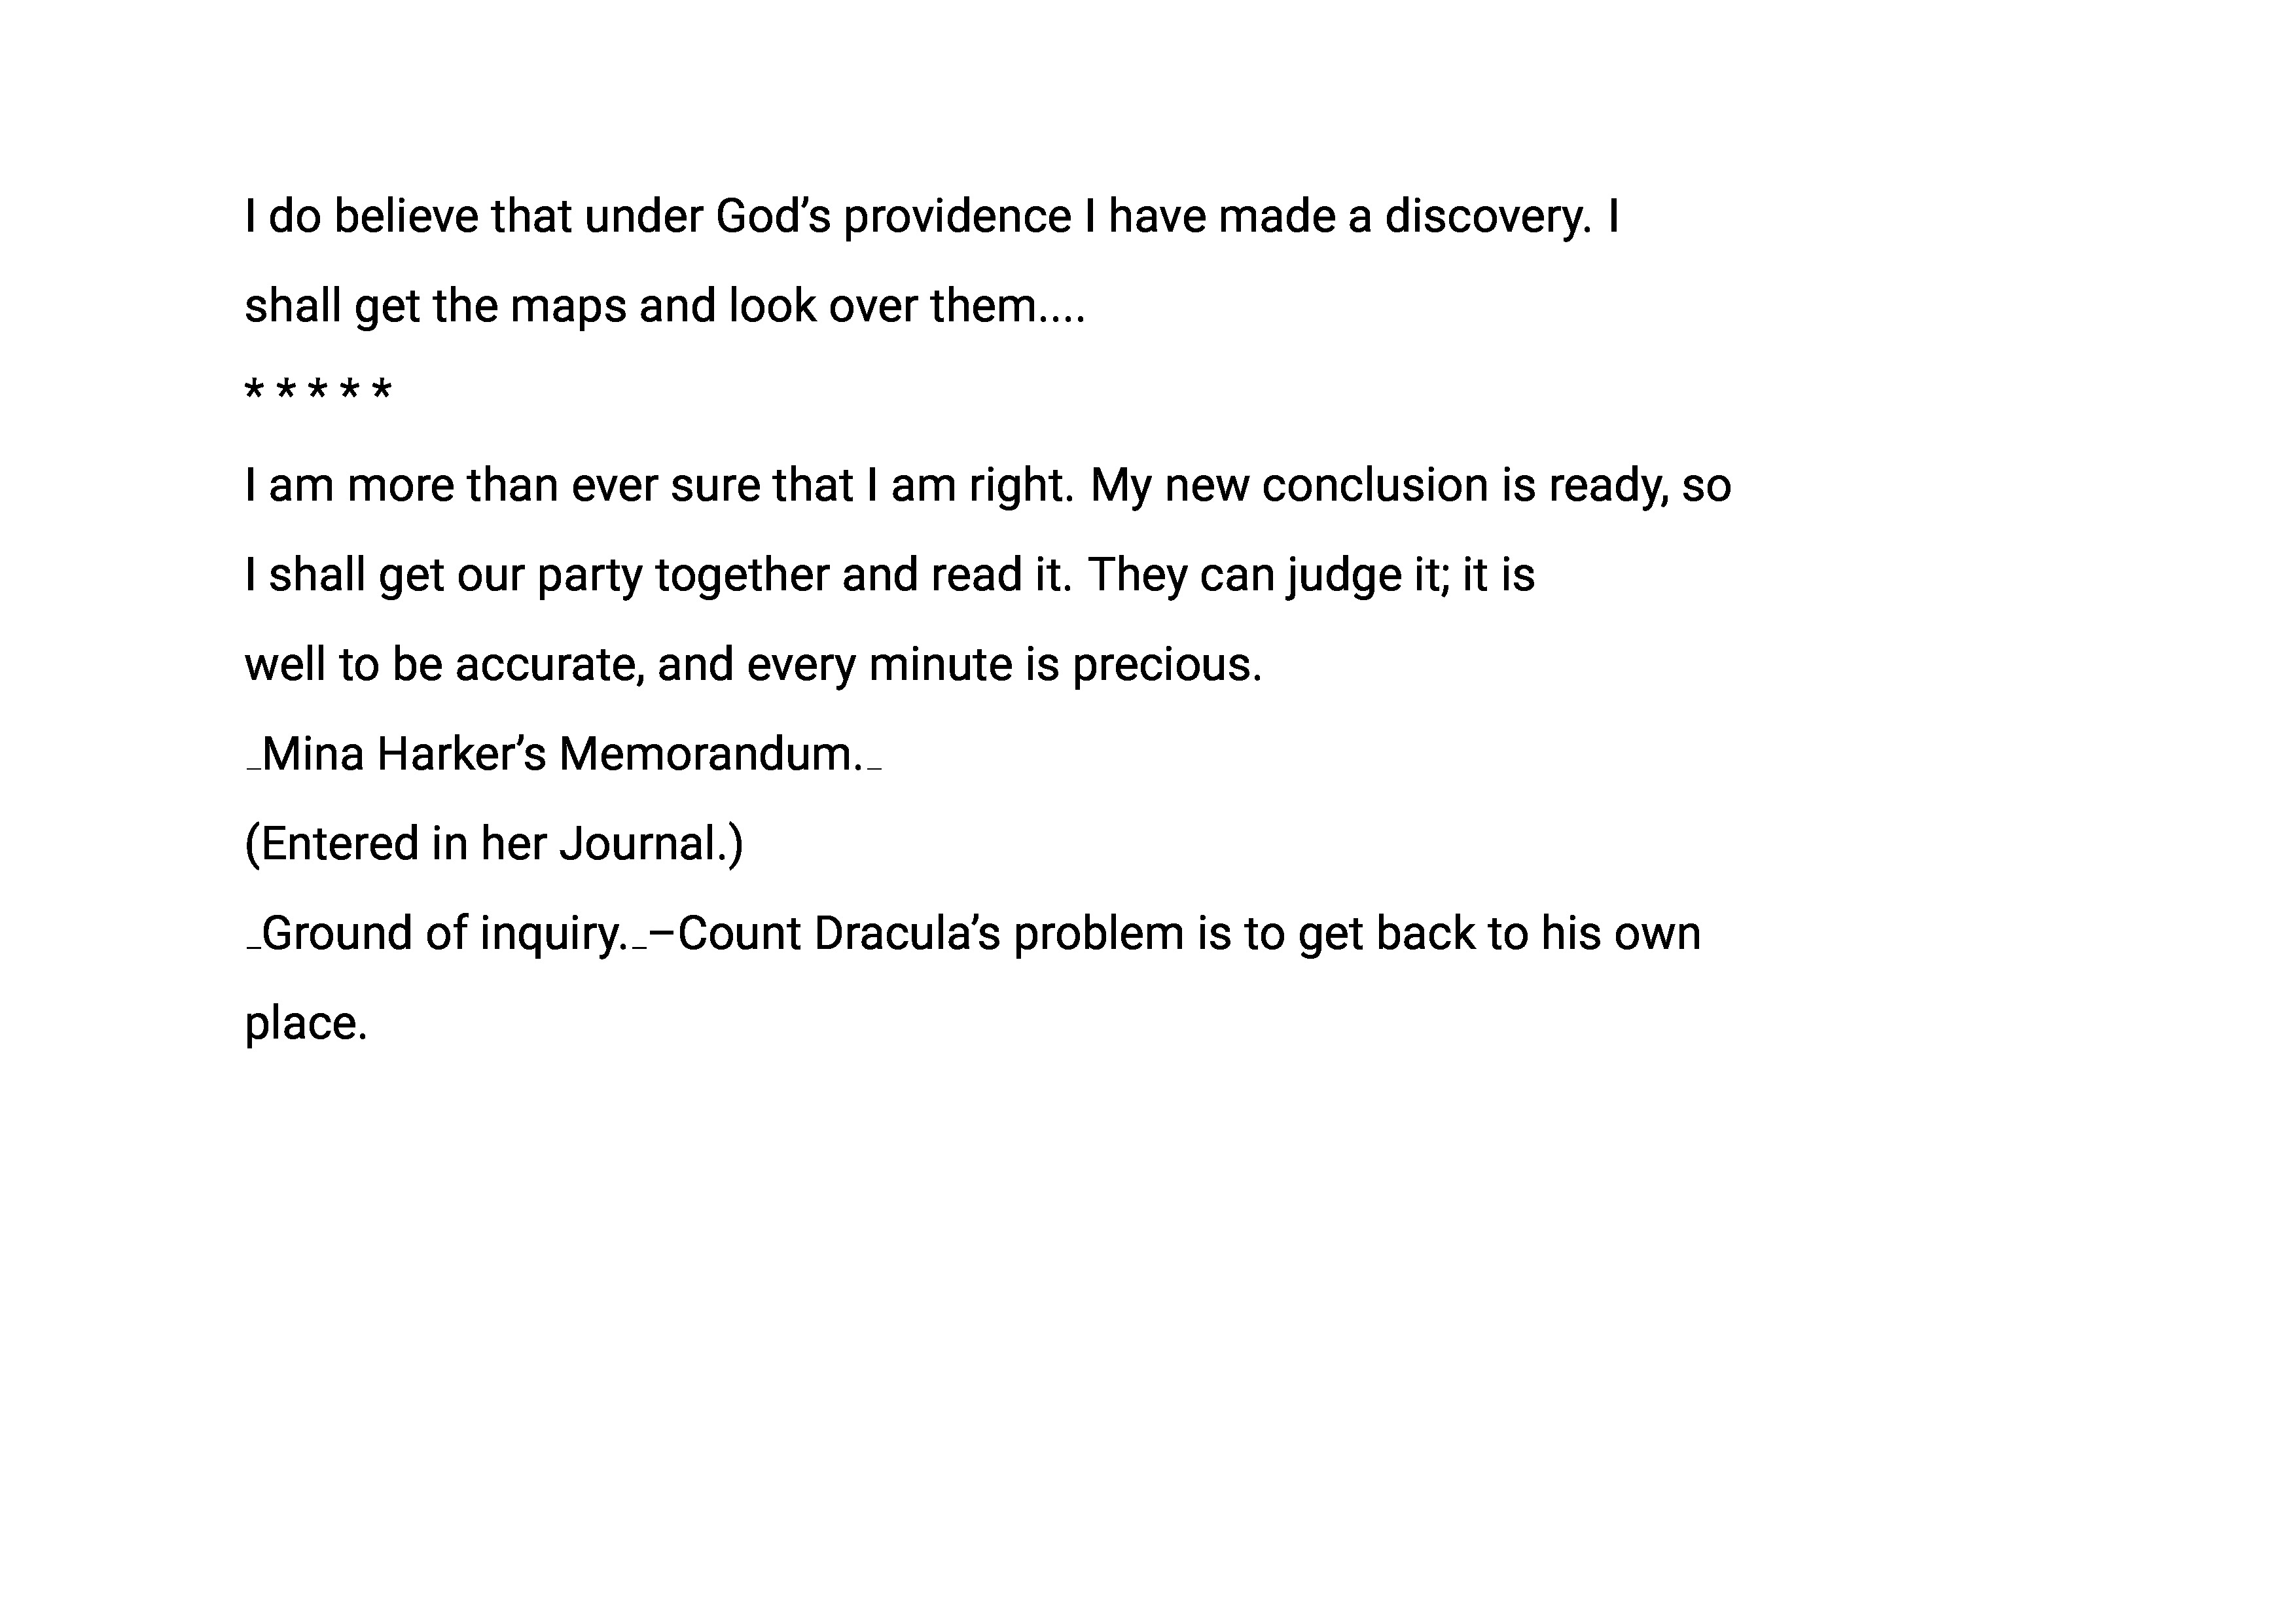 I do believe that under God’s providence I have made a discovery. I
shall get the maps and look over them....
* * * * *
I am more than ever sure that I am right. My new conclusion is ready, so
I shall get our party together and read it. They can judge it; it is
well to be accurate, and every minute is precious.
_Mina Harker’s Memorandum._
(Entered in her Journal.)
_Ground of inquiry._–Count Dracula’s problem is to get back to his own
place.